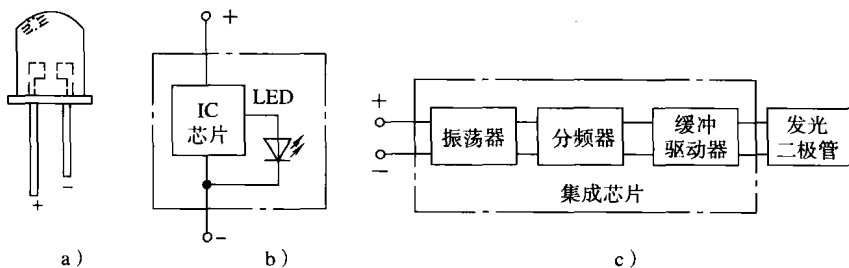 +
-
a)
+
IC
芯片
LED
-
b)
+
-
振荡器
分频器
缓冲
驱动器
发光
二极管
集成芯片
c)